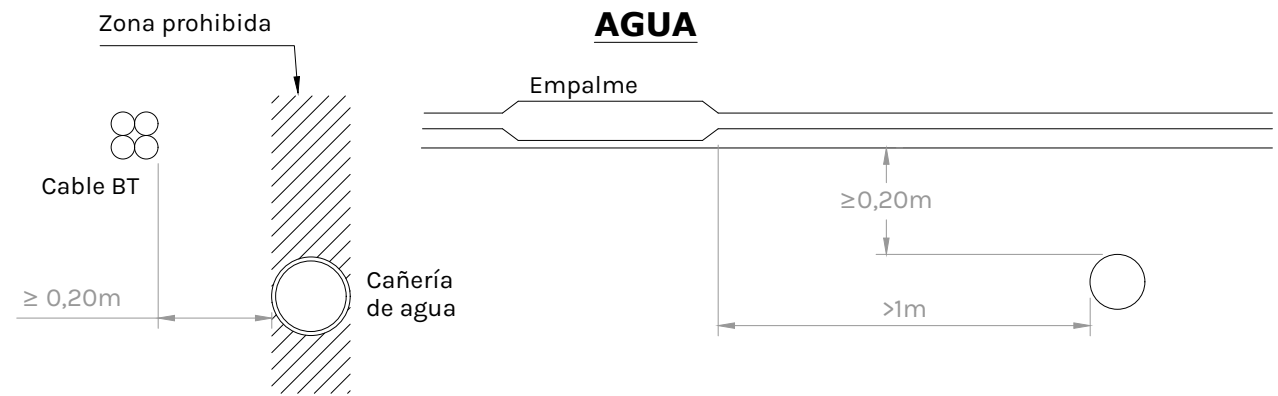 Zona prohibida
AGUA
Empalme
Cable BT
≥0,20m
Cañería
de agua
≥ 0,20m
>1m